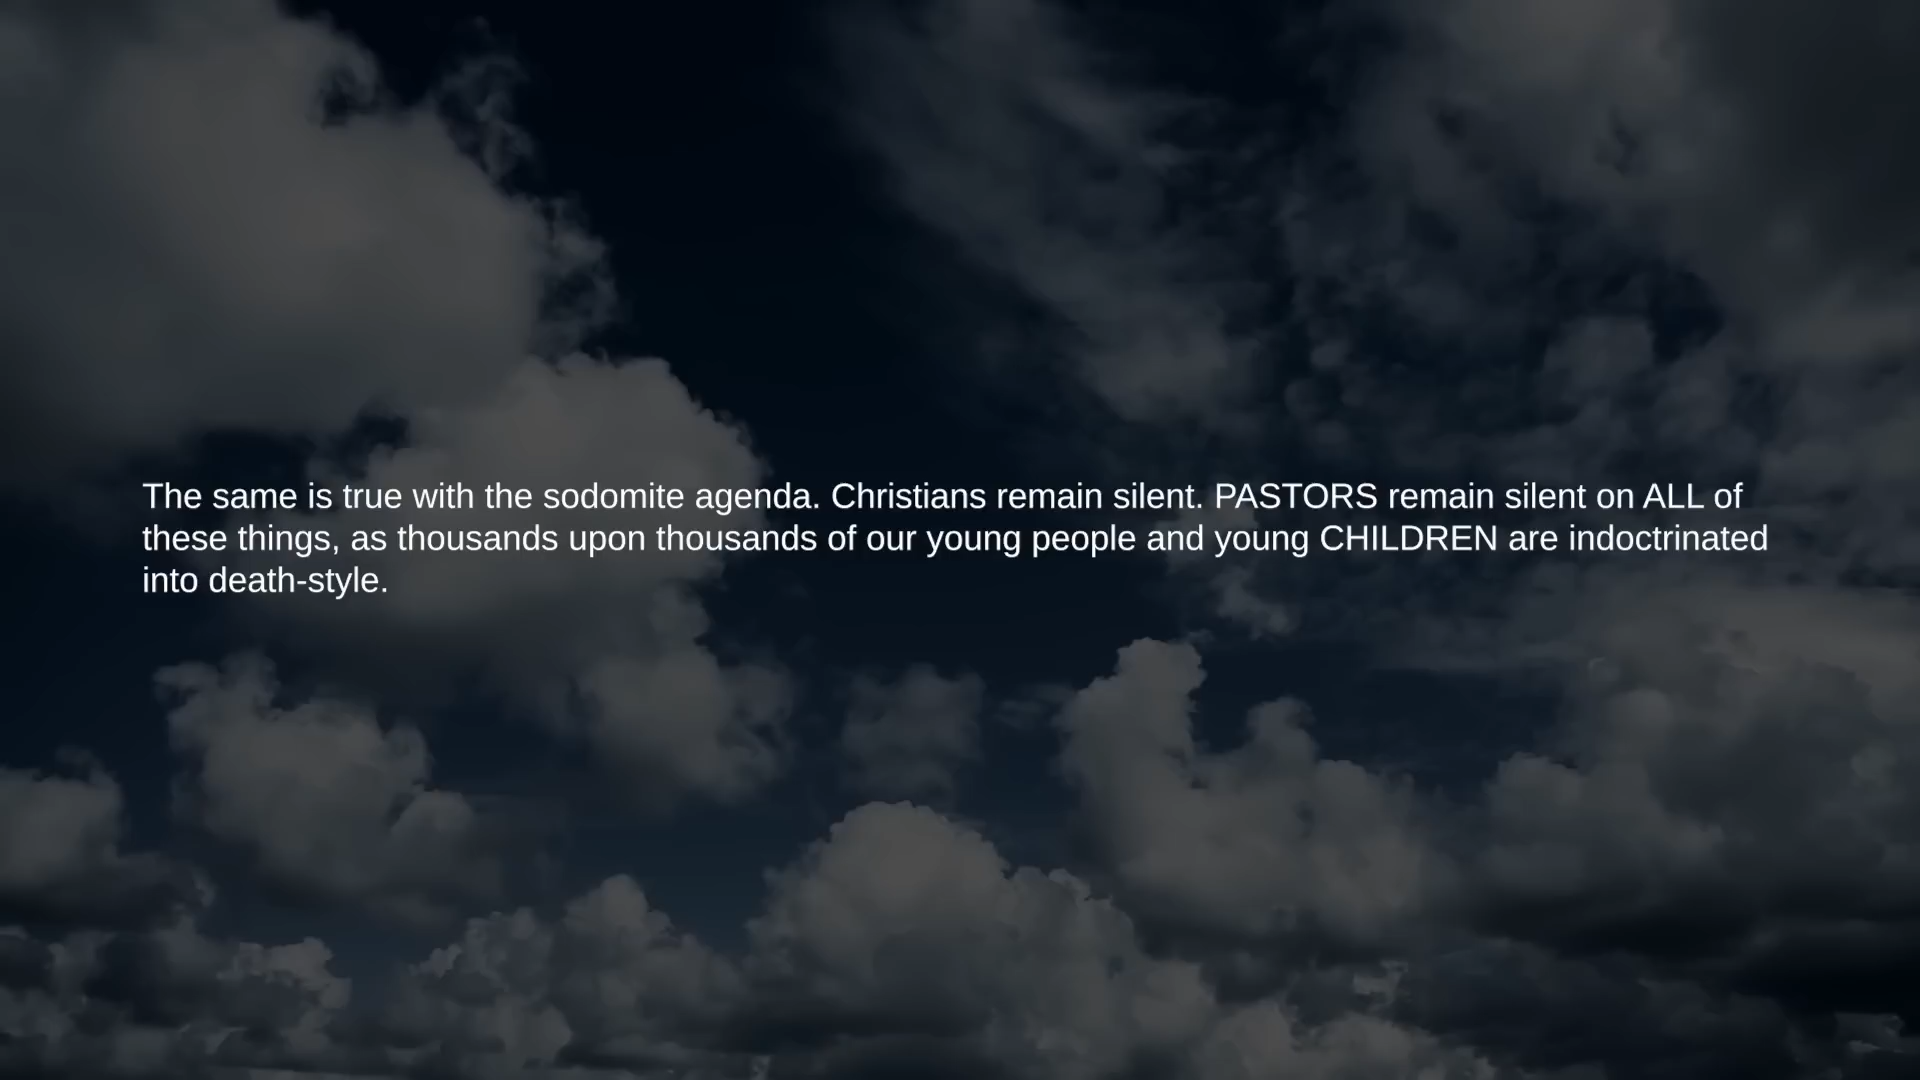 The same is true with the sodomite agenda. Christians remain silent. PASTORS remain silent on ALL of
these things, as thousands upon thousands of our young people and young CHILDREN are indoctrinated
into death-style.